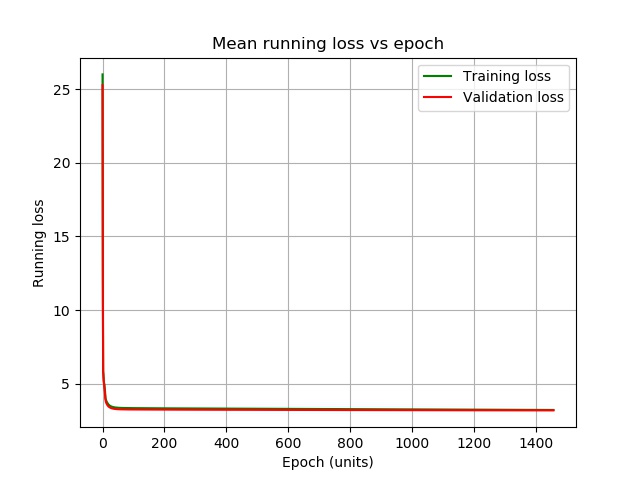 Mean running loss vs epoch
Training loss
Validation loss
25
20
15
10
5
Running loss
0 200 400 600 800 1000 1200 1400
Epoch (units)